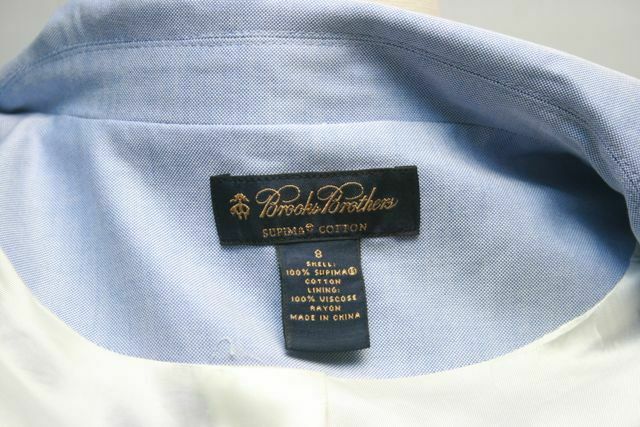 Brooks Brothers
SUPIMA® COTTON
8
SHELL:
100% SUPIMA®
COTTON
LINING:
100% VISCOSE
RAYON
MADE IN CHINA